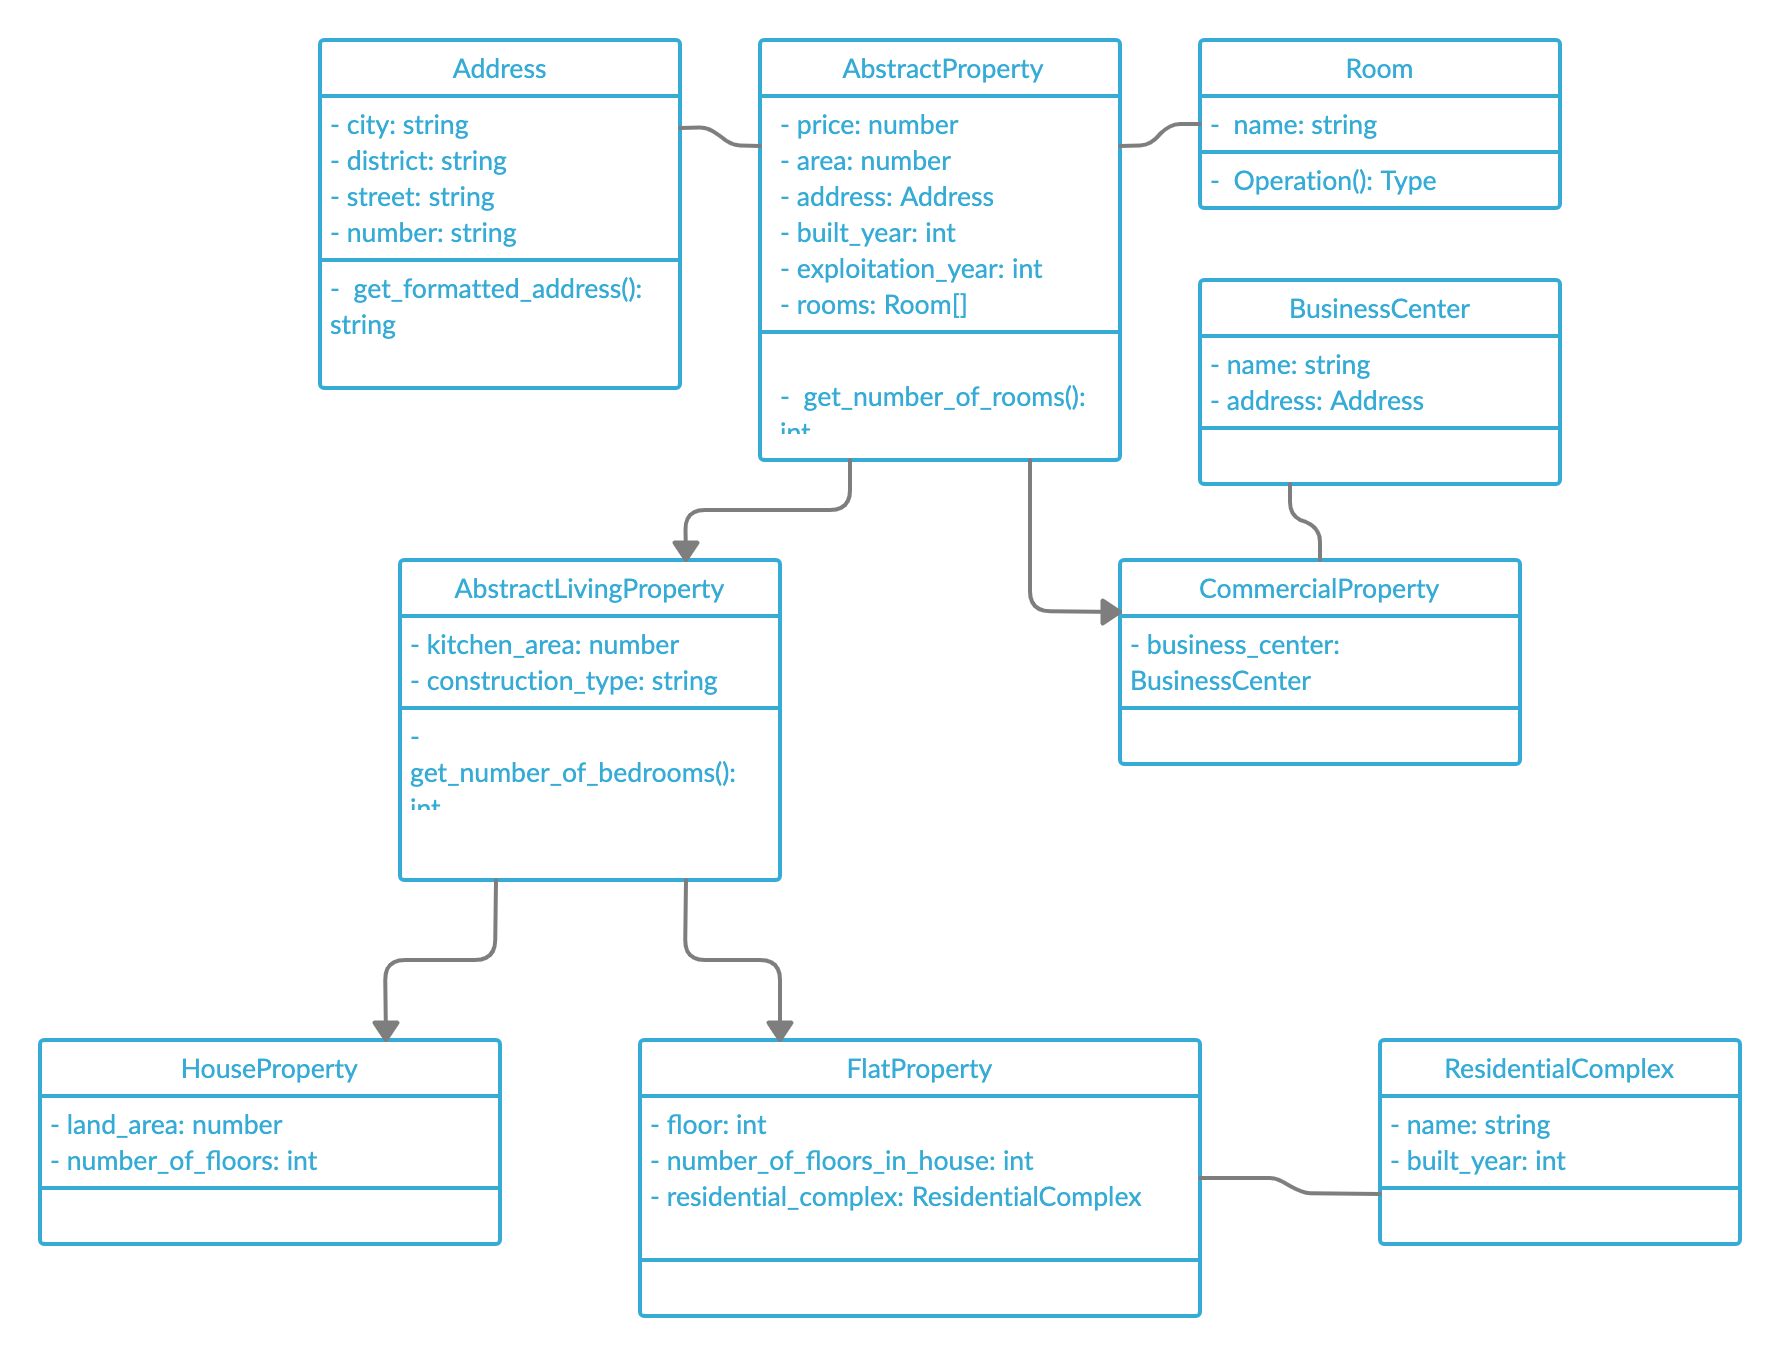 Address
- city: string
- district: string
- street: string
- number: string
- get_formatted_address():
string
AbstractProperty
- price: number
- area: number
- address: Address
- built_year: int
- exploitation_year: int
- rooms: Room[]
- get_number_of_rooms():
int
Room
- name: string
- Operation(): Type
BusinessCenter
- name: string
- address: Address
AbstractLivingProperty
- kitchen_area: number
- construction_type: string
-
get_number_of_bedrooms():
int
CommercialProperty
- business_center:
BusinessCenter
HouseProperty
- land_area: number
- number_of_floors: int
FlatProperty
- floor: int
- number_of_floors_in_house: int
- residential_complex: ResidentialComplex
ResidentialComplex
- name: string
- built_year: int